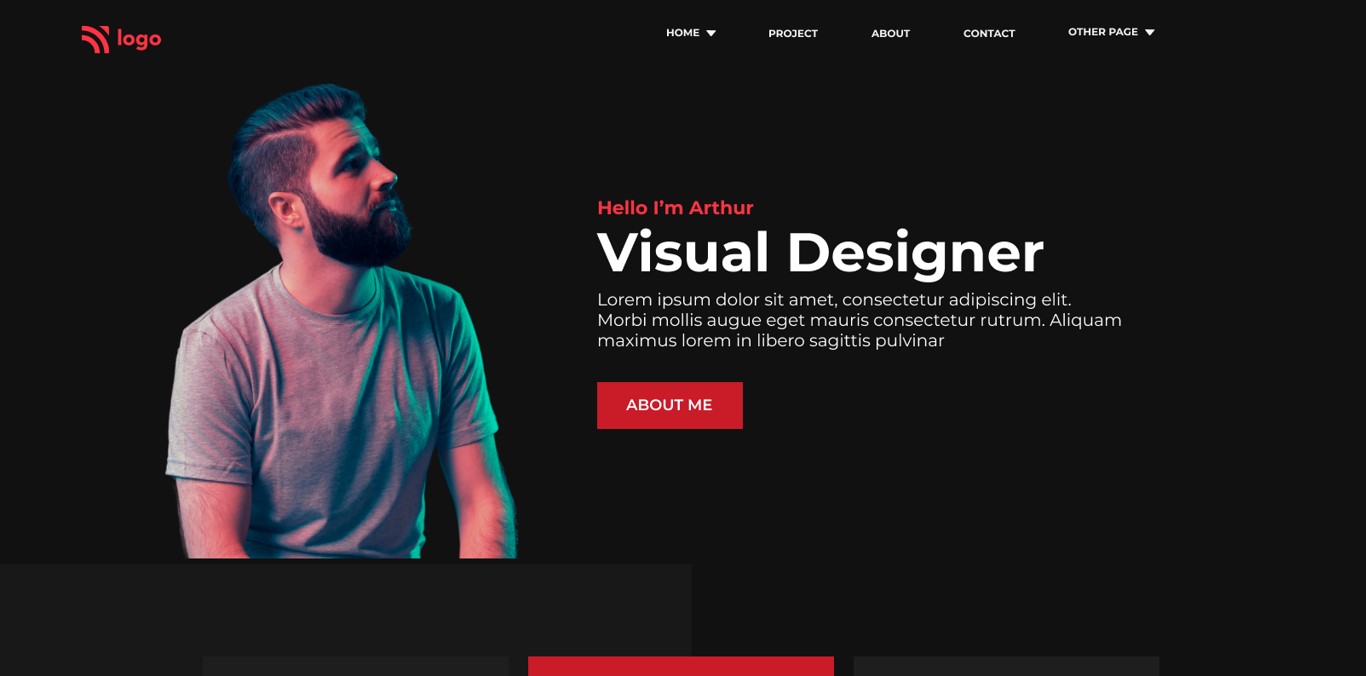 logo
HOME
PROJECT
ABOUT
CONTACT
OTHER PAGE
Hello I’m Arthur
Visual Designer
Lorem ipsum dolor sit amet, consectetur adipiscing elit.
Morbi mollis augue eget mauris consectetur rutrum. Aliquam
maximus lorem in libero sagittis pulvinar
ABOUT ME